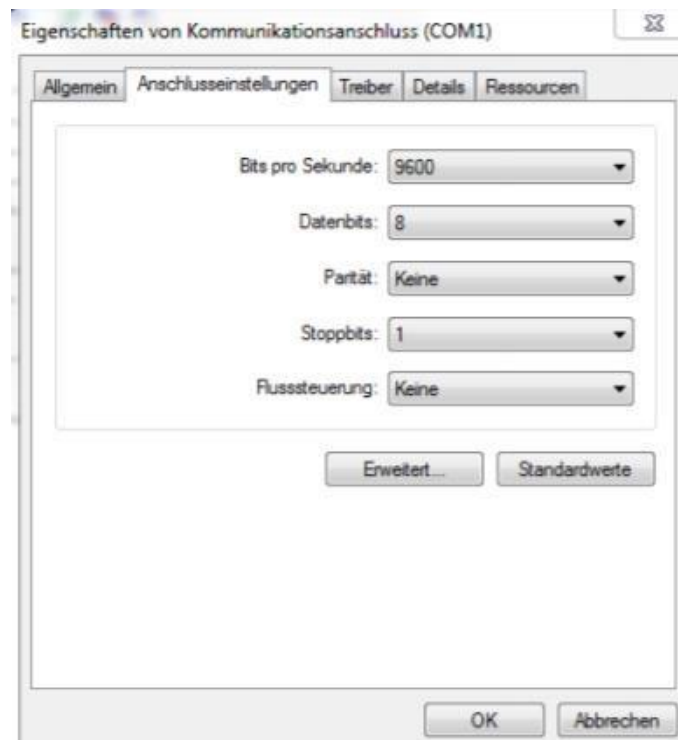 Eigenschaften von Kommunikationsanschluss (COM1)
Allgemein Anschlusseinstellungen Treiber Details Ressourcen
Bits pro Sekunde: 9600
Datenbits: 8
Parität: Keine
Stoppbits: 1
Flusssteuerung: Keine
Erweitert... Standardwerte
OK Abbrechen